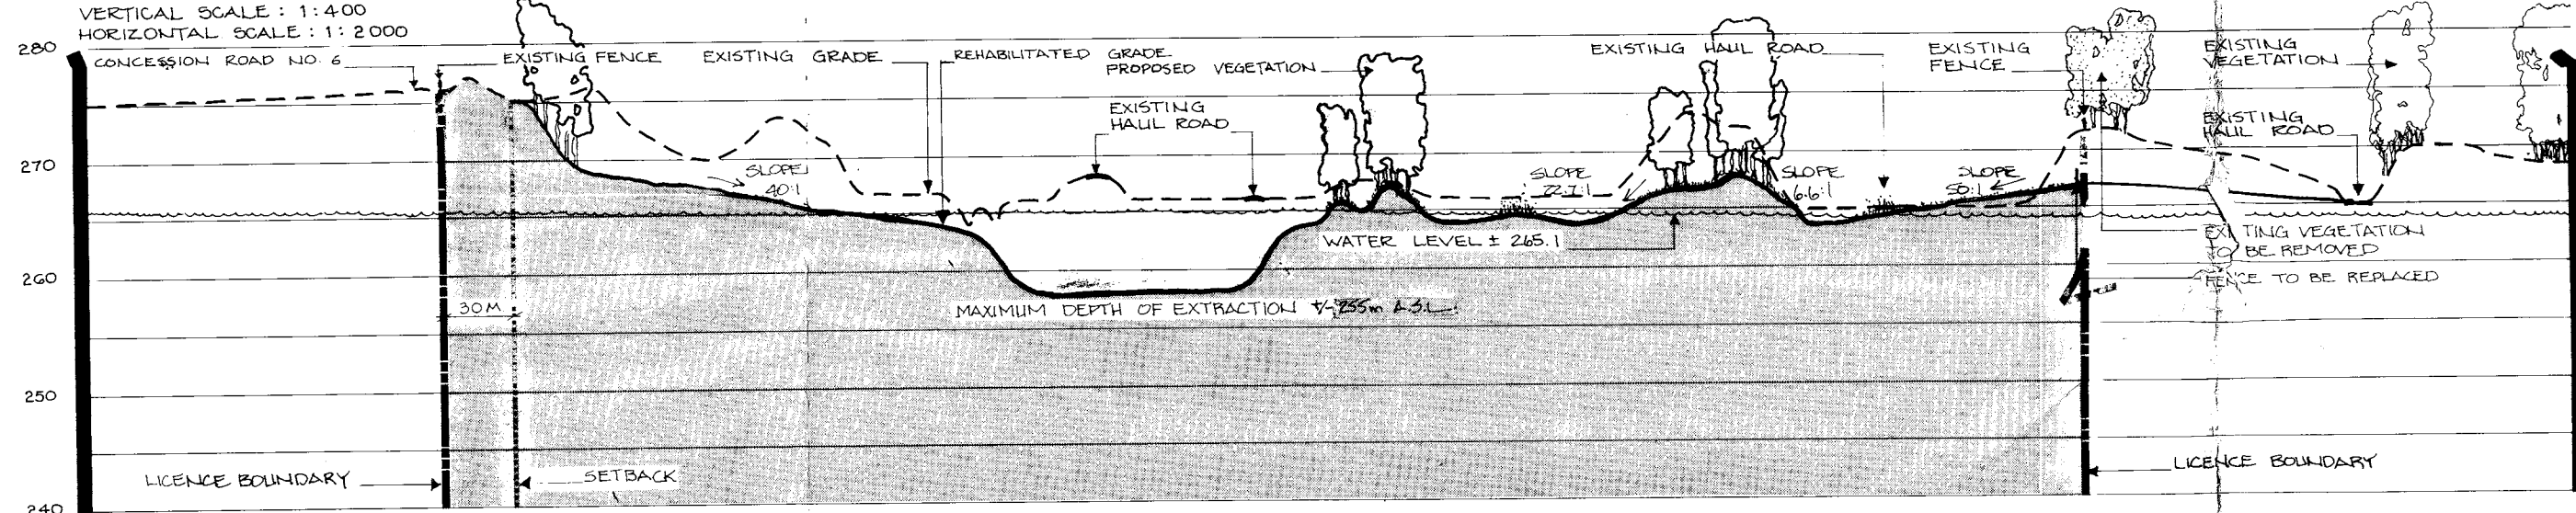 VERTICAL SCALE : 1:400
HORIZONTAL SCALE : 1:2000
280
CONCESSION ROAD NO. 6
EXISTING FENCE
EXISTING GRADE
REHABILITATED GRADE
PROPOSED VEGETATION
EXISTING HAUL ROAD
EXISTING
FENCE
EXISTING
VEGETATION
EXISTING
HAUL ROAD
EXISTING
HAUL ROAD
270
SLOPE
40:1
SLOPE
SLOPE
6.6:1
SLOPE
50:1
WATER LEVEL ± 265.1
EXI TING VEGETATION
TO BE REMOVED
FENCE TO BE REPLACED
260
30M
MAXIMUM DEPTH OF EXTRACTION +/- 255m A.S.L.
250
LICENCE BOUNDARY
SETBACK
LICENCE BOUNDARY
240